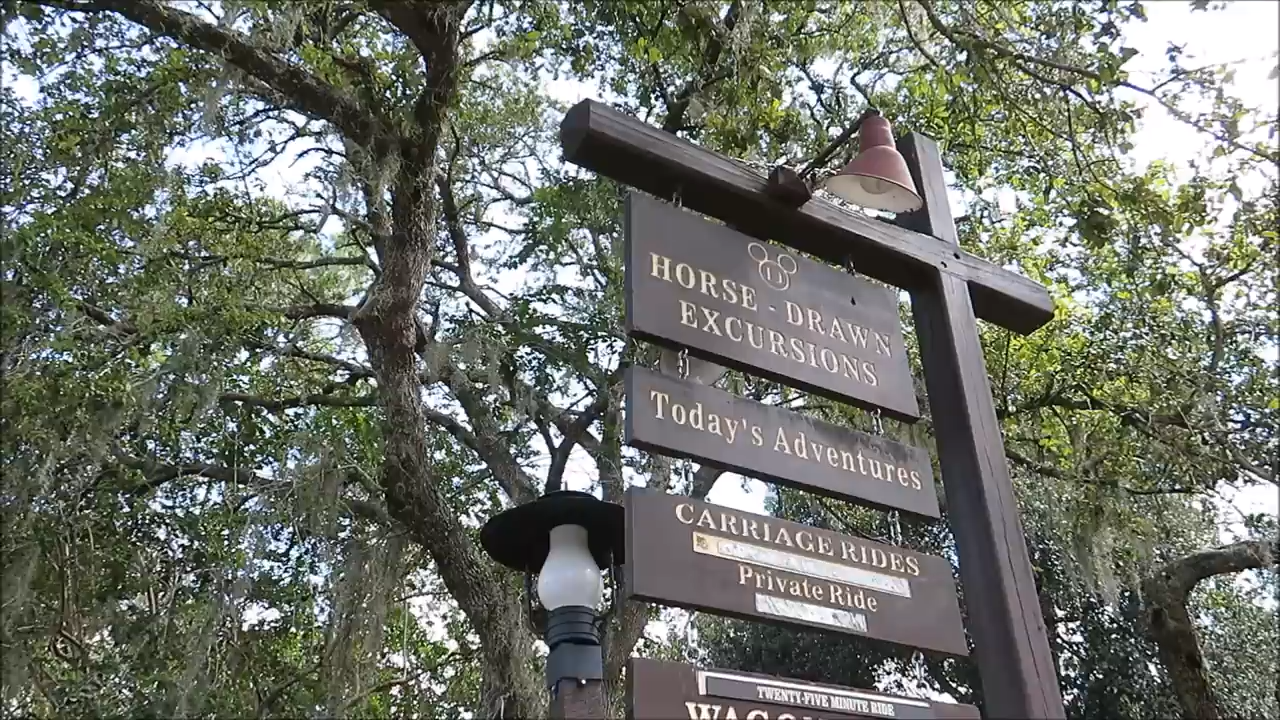 HORSE - DRAWN
EXCURSIONS
Today's Adventures
CARRIAGE RIDES
Private Ride
TWENTY-FIVE MINUTE RIDE